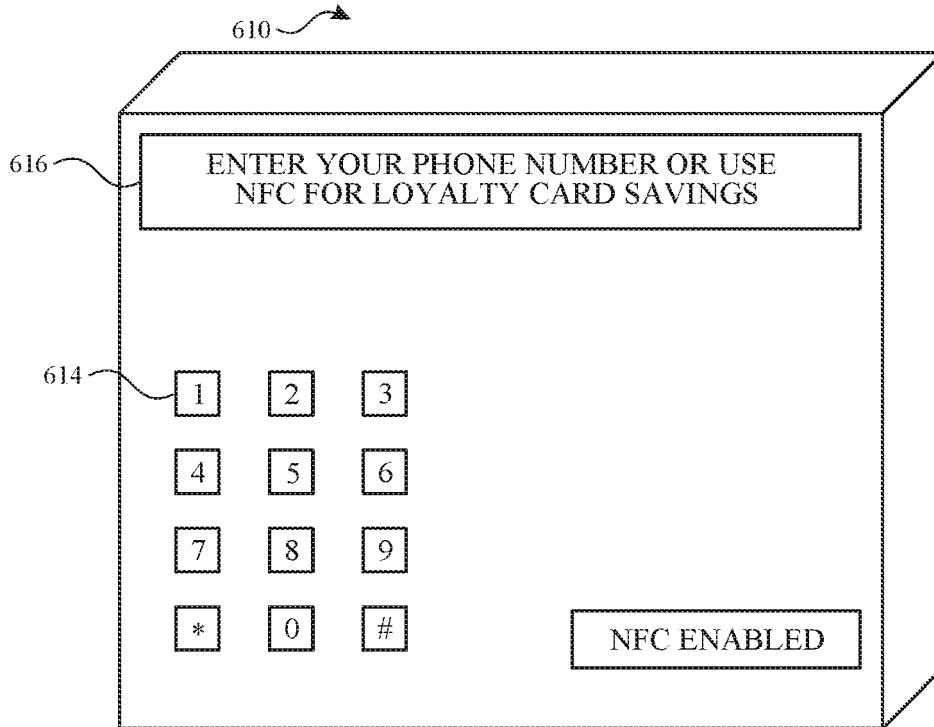 610
616
ENTER YOUR PHONE NUMBER OR USE
NFC FOR LOYALTY CARD SAVINGS
614
1 2 3
4 5 6
7 8 9
* 0 #
NFC ENABLED